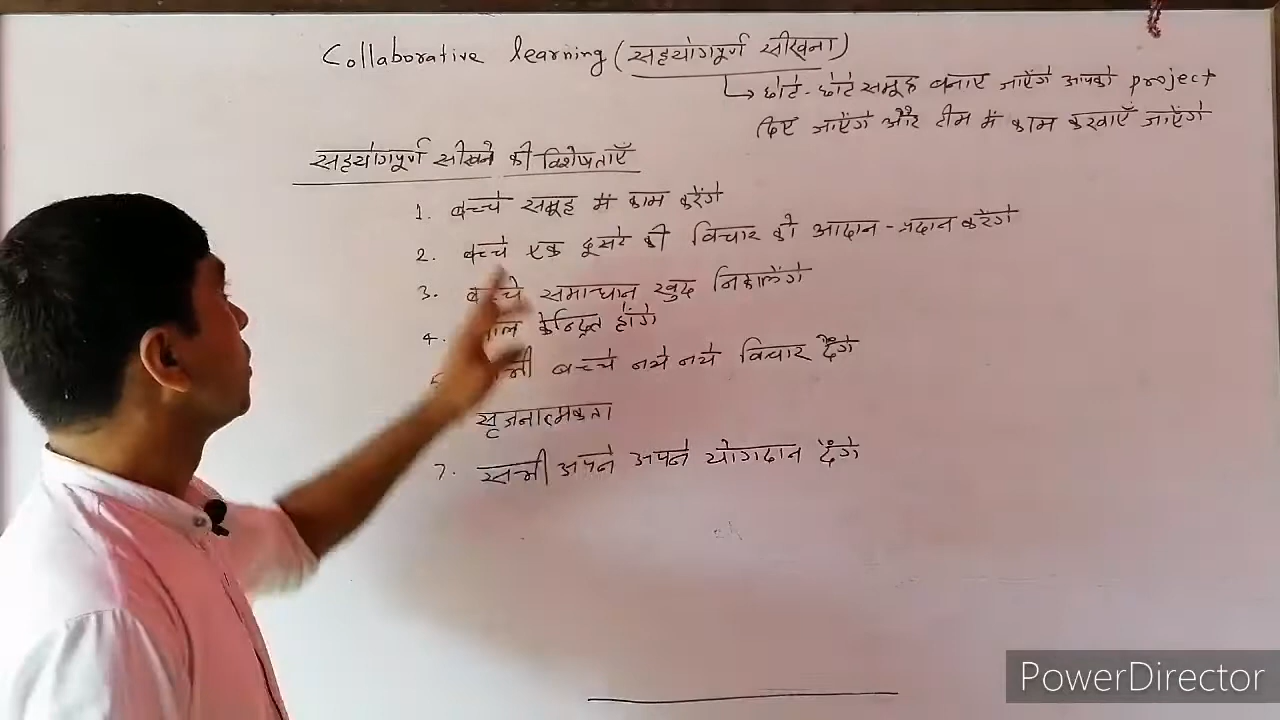 Collaborative learning (सहयोगपूर्ण सीखना)
↳ छोटे-छोटे समूह बनाए जाऐंगे आपको project
दिए जाऐंगे और टीम में काम करवाएँ जाऐंगे
सहयोगपूर्ण सीखने की विशेषताएँ
1. बच्चे समूह में काम करेंगे
2. बच्चे एक दूसरे की विचार को आदान-प्रदान करेंगे
3. बच्चे समाधान खुद निकालेंगे
4. केन्द्रित होंगे
बच्चे नये नये विचार देंगे
सृजनात्मकता
7. सभी अपने अपने योगदान देंगे
PowerDirector